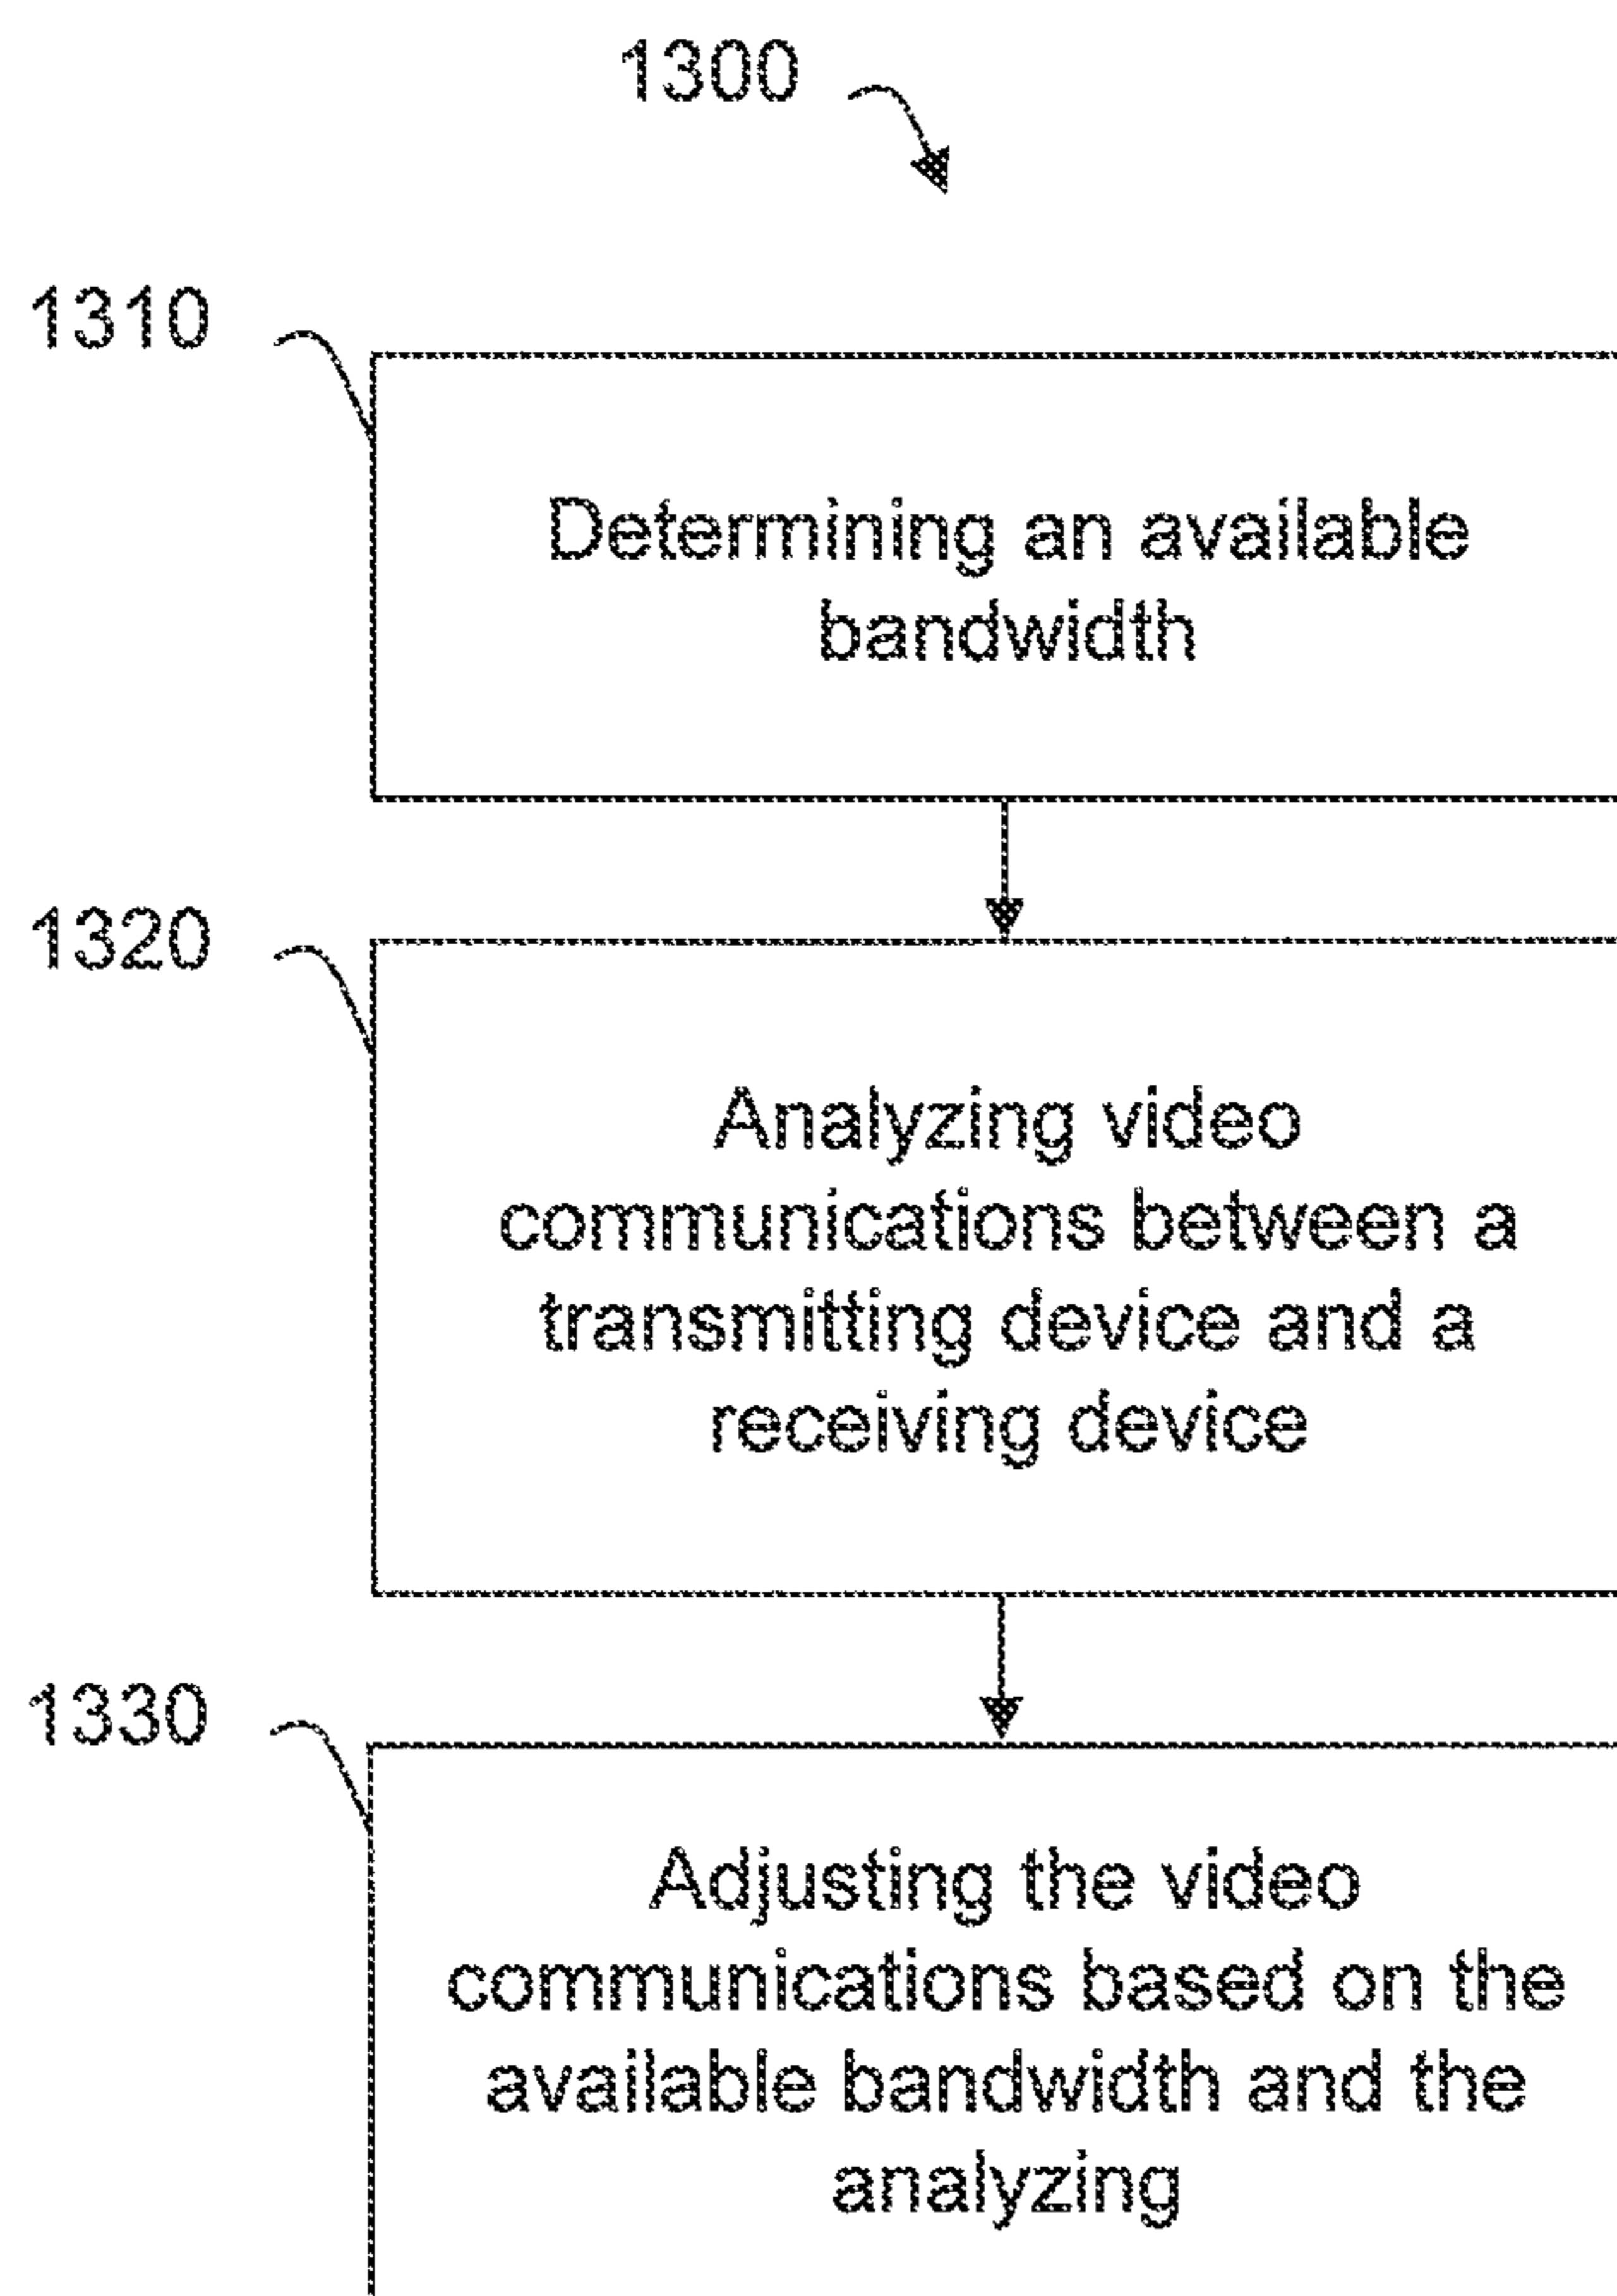 1300
1310
Determining an available
bandwidth
1320
Analyzing video
communications between a
transmitting device and a
receiving device
1330
Adjusting the video
communications based on the
available bandwidth and the
analyzing